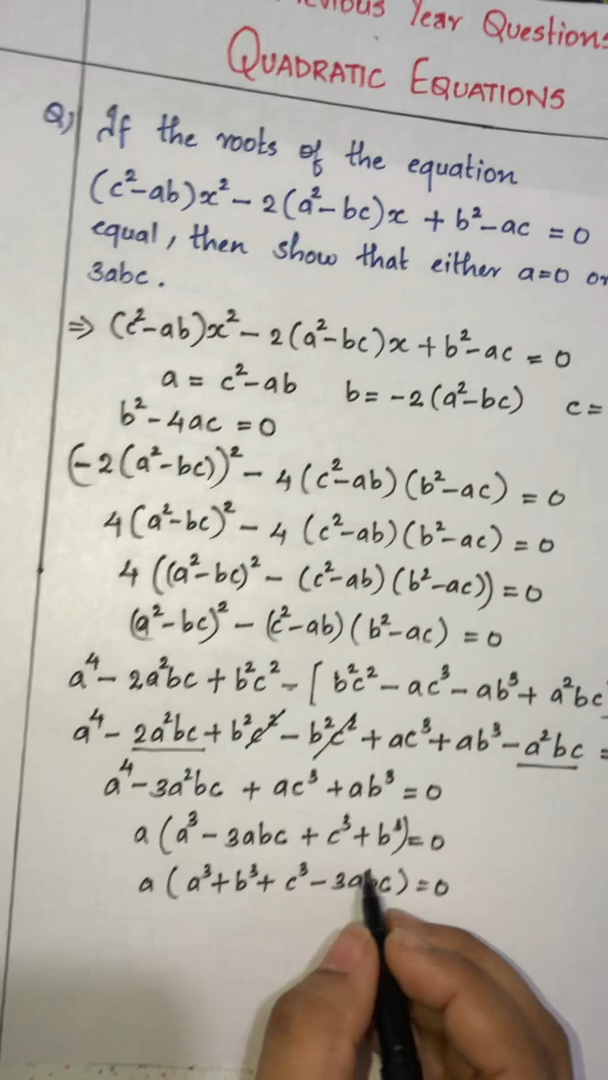 Year Questions
QUADRATIC EQUATIONS
Q) If the roots of the equation
(c²-ab)x² - 2(a²-bc)x + b²-ac = 0
equal, then show that either a=0 or
3abc.
⇒ (c²-ab)x² - 2(a²-bc)x + b²-ac = 0
a = c²-ab b = -2(a²-bc) c =
b²-4ac = 0
(-2(a²-bc))² - 4(c²-ab)(b²-ac) = 0
4(a²-bc)² - 4(c²-ab)(b²-ac) = 0
4((a²-bc)² - (c²-ab)(b²-ac)) = 0
(a²-bc)² - (c²-ab)(b²-ac) = 0
a⁴ - 2a²bc + b²c² - [b²c² - ac³ - ab³ + a²bc]
a⁴ - 2a²bc + b²c² - b²c² + ac³ + ab³ - a²bc =
a⁴ - 3a²bc + ac³ + ab³ = 0
a(a³ - 3abc + c³ + b³) = 0
a(a³ + b³ + c³ - 3abc) = 0